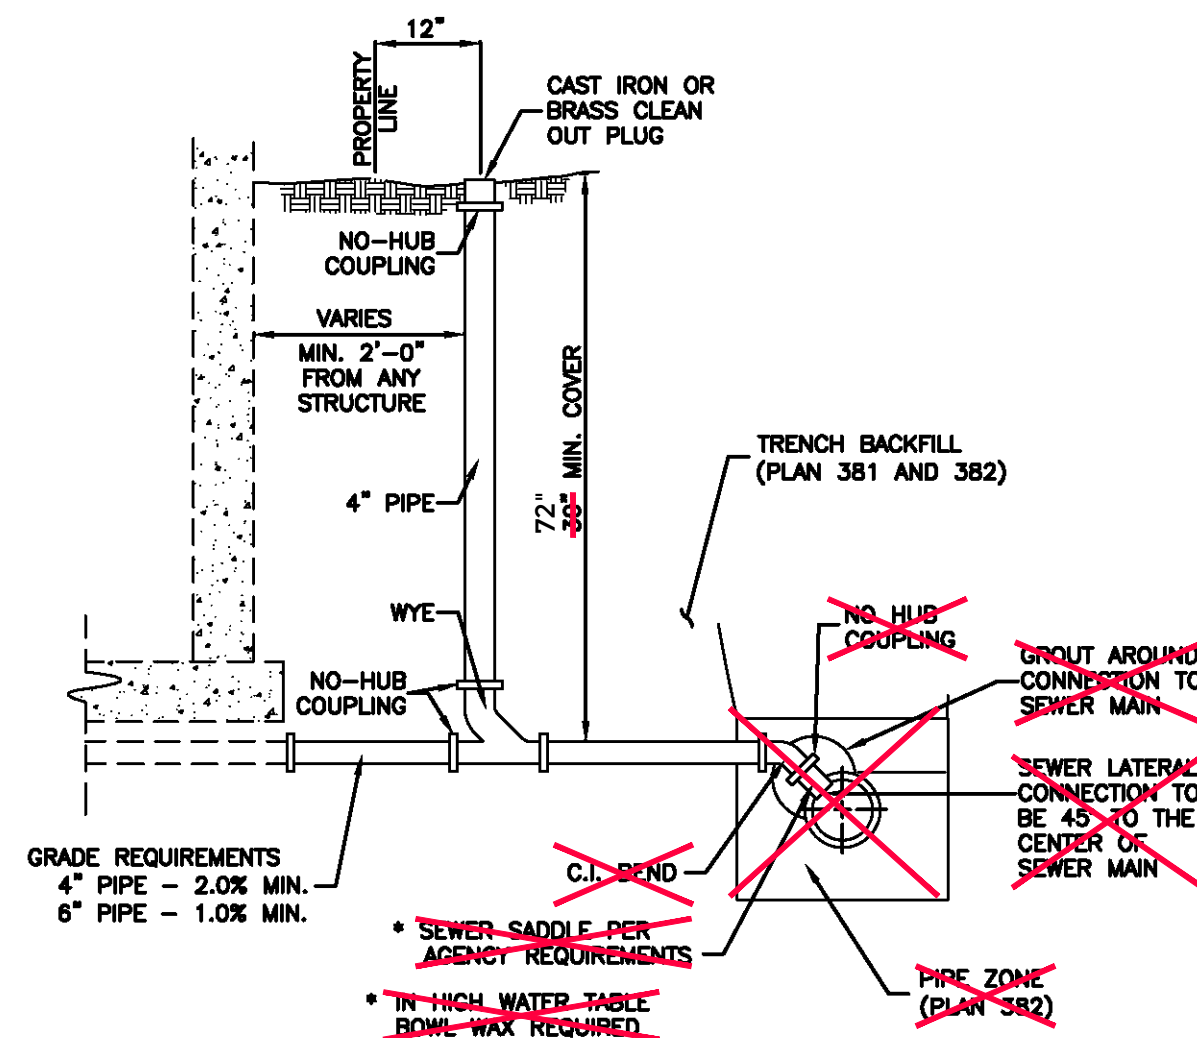 12"
PROPERTY
LINE
CAST IRON OR
BRASS CLEAN
OUT PLUG
NO-HUB
COUPLING
VARIES
MIN. 2'-0"
FROM ANY
STRUCTURE
72"
MIN. COVER
TRENCH BACKFILL
(PLAN 381 AND 382)
4" PIPE
WYE
NO-HUB
COUPLING
NO HUB
COUPLING
GROUT AROUND
CONNECTION TO
SEWER MAIN
SEWER LATERAL
CONNECTION TO
BE 45° TO THE
CENTER OF
SEWER MAIN
GRADE REQUIREMENTS
4" PIPE - 2.0% MIN.
6" PIPE - 1.0% MIN.
C.I. BEND
* SEWER SADDLE PER
AGENCY REQUIREMENTS
PIPE ZONE
(PLAN 382)
* IN HIGH WATER TABLE
BOWL WAX REQUIRED